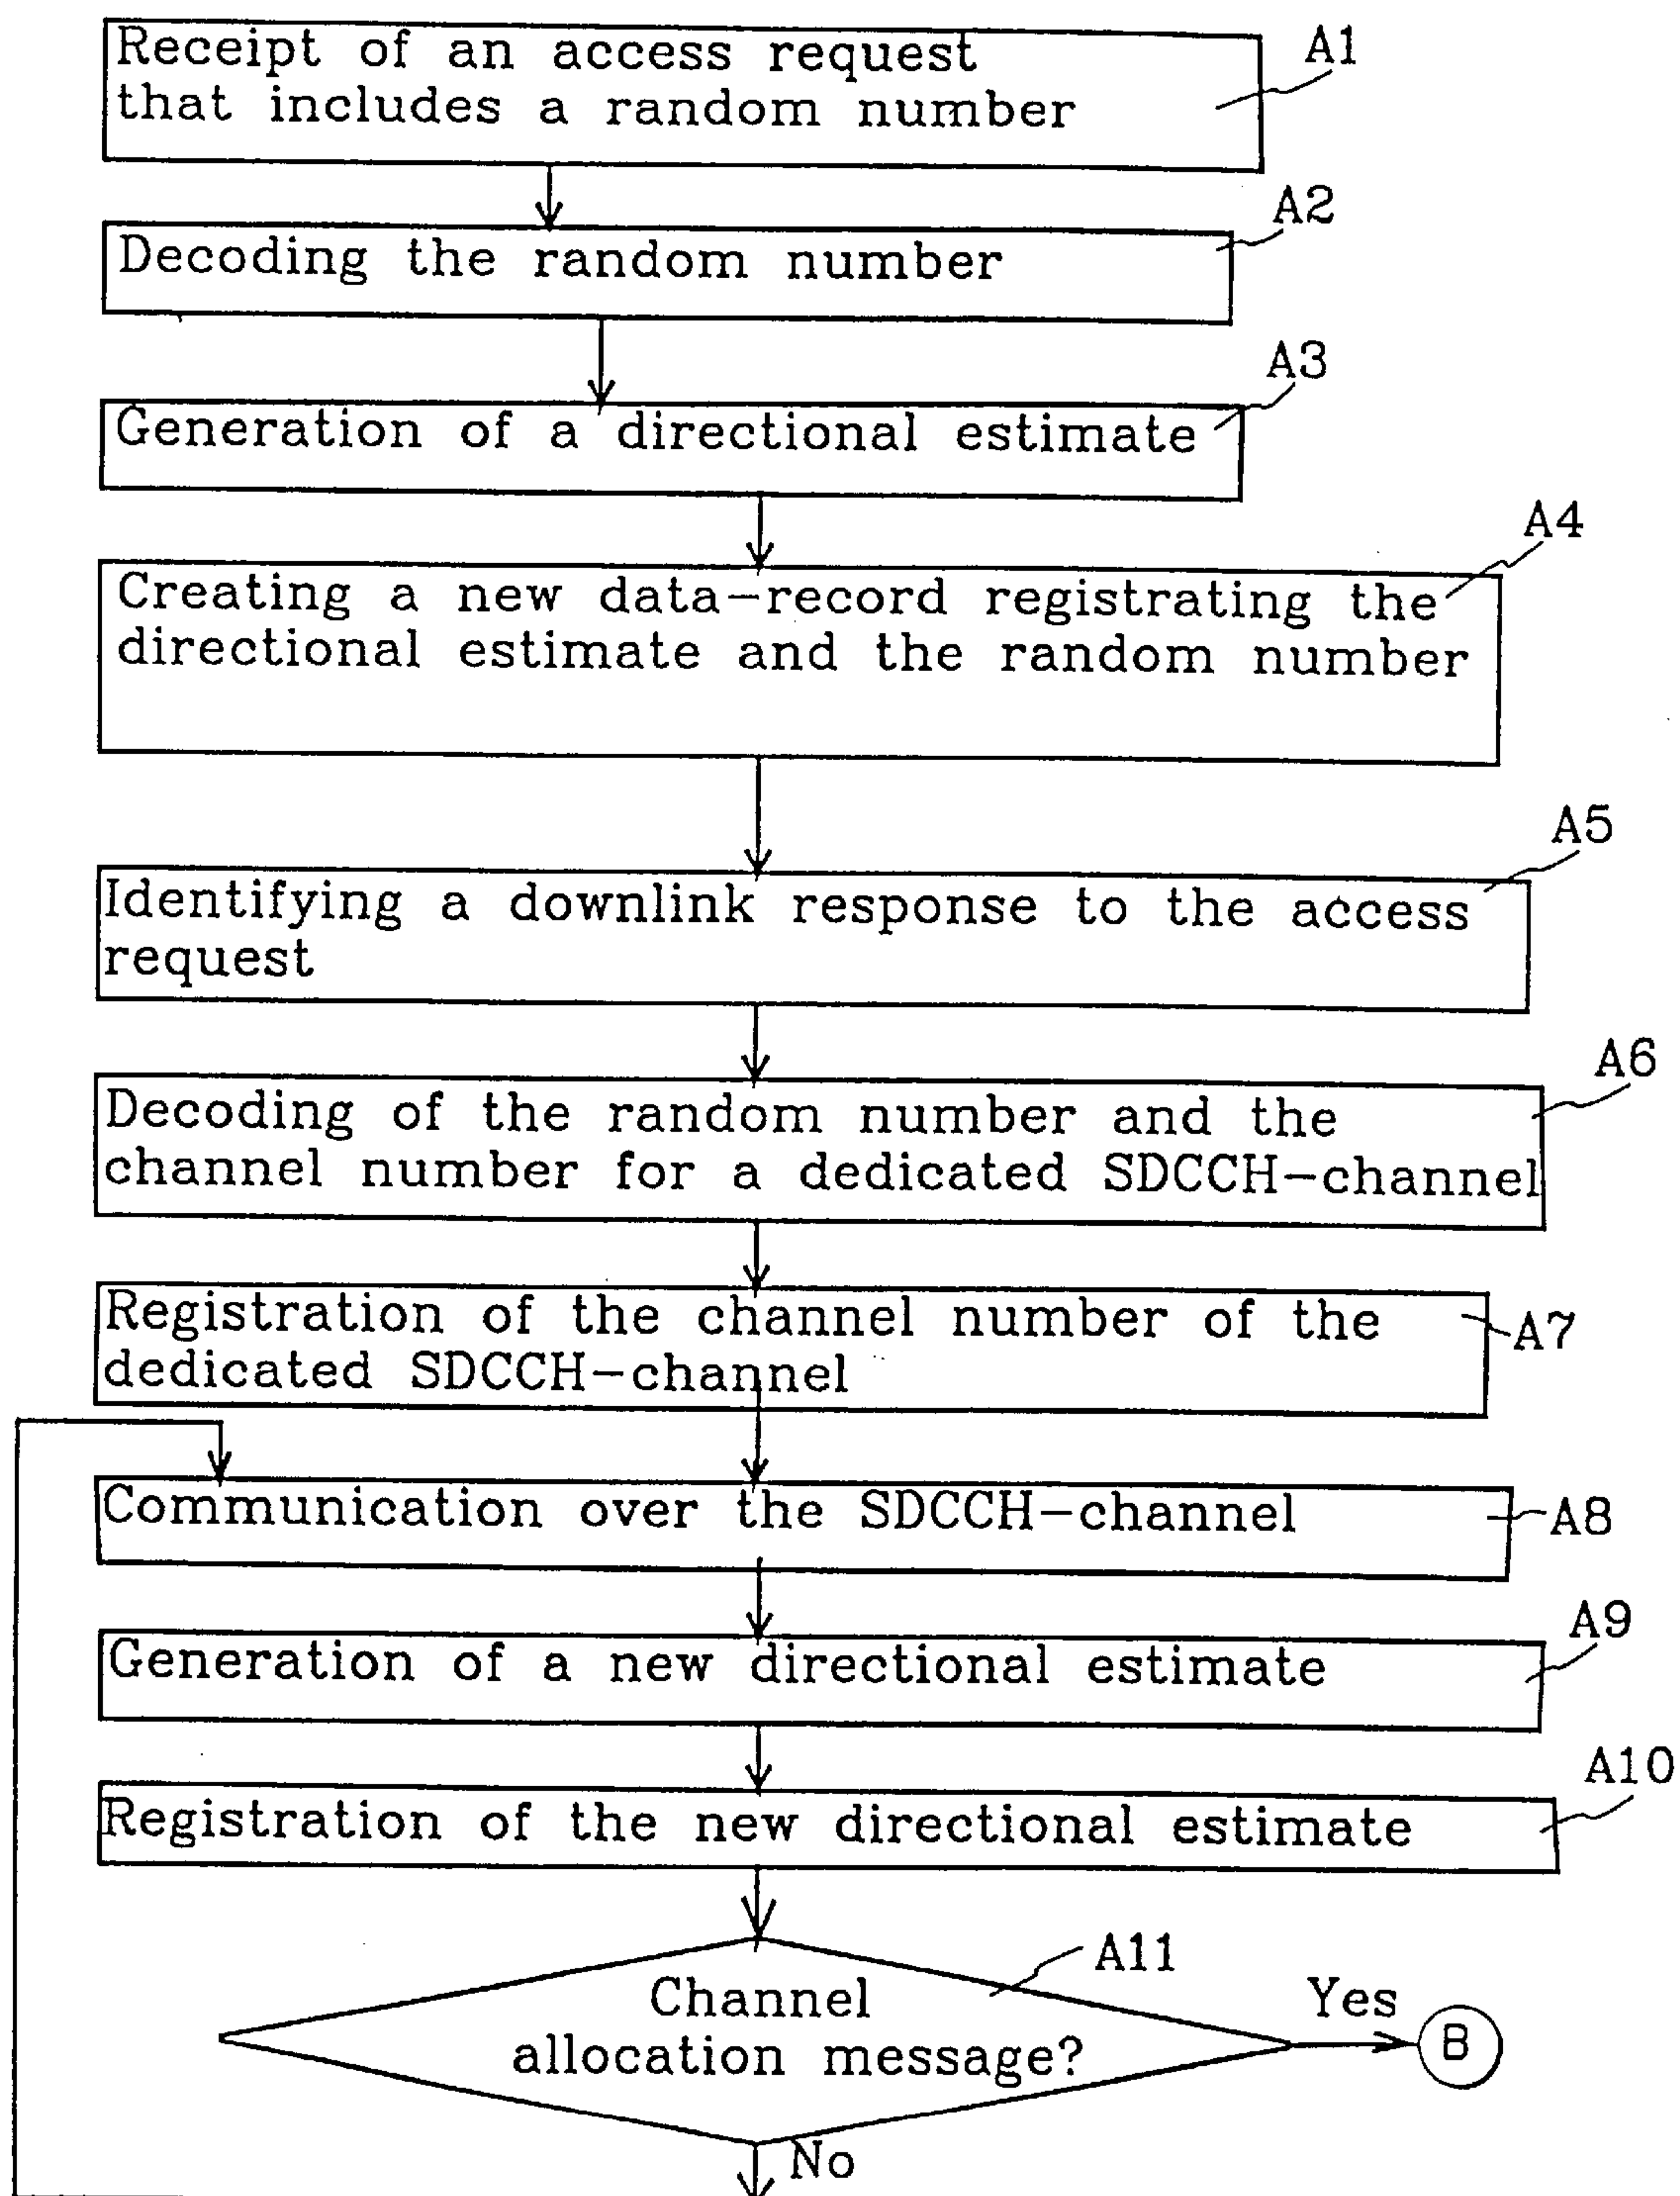 Receipt of an access request
that includes a random number
A1
Decoding the random number
A2
Generation of a directional estimate
A3
Creating a new data-record registrating the
directional estimate and the random number
A4
Identifying a downlink response to the access
request
A5
Decoding of the random number and the
channel number for a dedicated SDCCH-channel
A6
Registration of the channel number of the
dedicated SDCCH-channel
A7
Communication over the SDCCH-channel
A8
Generation of a new directional estimate
A9
Registration of the new directional estimate
A10
Channel
allocation message?
A11
Yes
B
No